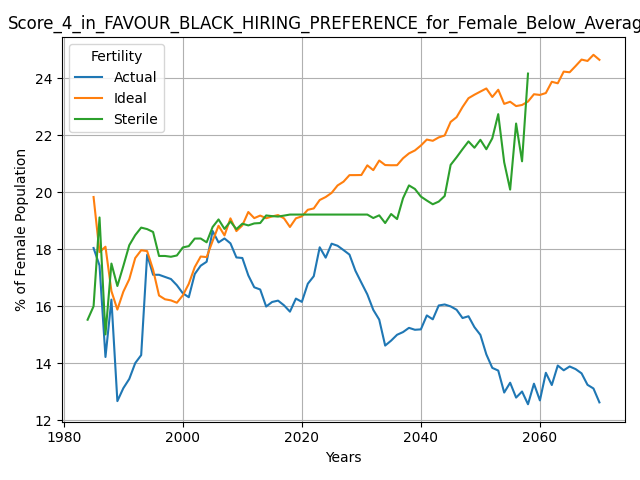 Score_4_in_FAVOUR_BLACK_HIRING_PREFERENCE_for_Female_Below_Averag
Fertility
Actual
Ideal
Sterile
% of Female Population
24
22
20
18
16
14
12
1980
2000
2020
2040
2060
Years